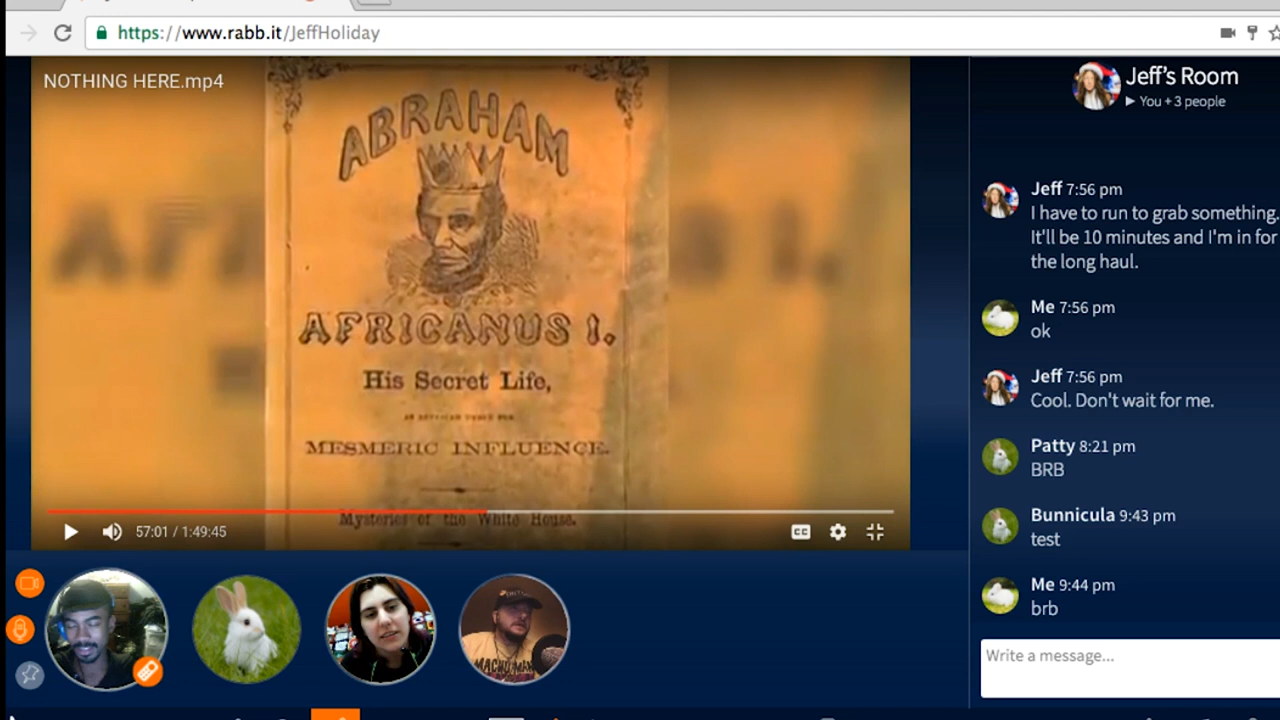 https://www.rabb.it/JeffHoliday
NOTHING HERE.mp4
ABRAHAM
AFRICANUS I.
His Secret Life,
MESMERIC INFLUENCE.
Mysteries of the White House.
57:01 / 1:49:45
CC
Jeff's Room
You + 3 people
Jeff 7:56 pm
I have to run to grab something.
It'll be 10 minutes and I'm in for
the long haul.
Me 7:56 pm
ok
Jeff 7:56 pm
Cool. Don't wait for me.
Patty 8:21 pm
BRB
Bunnicula 9:43 pm
test
Me 9:44 pm
brb
Write a message...